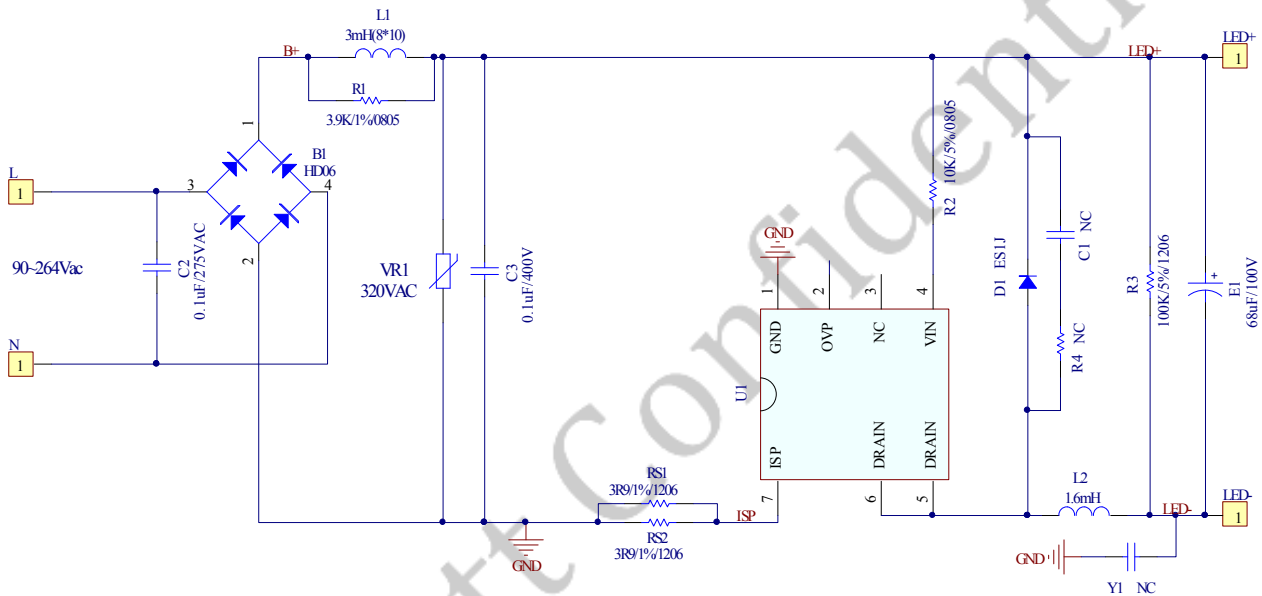 L1
3mH(8*10)
B+
LED+
LED+
1
R1
3.9K/1%/0805
1
B1
HD06
L
1
3
4
C2
0.1uF/275VAC
2
90~264Vac
N
1
VR1
320VAC
C3
0.1uF/400V
R2
10K/5%/0805
GND
1
2
3
4
GND
OVP
NC
VIN
U1
ISP
DRAIN
DRAIN
7
6
5
D1 ES1J
C1 NC
R4 NC
R3
100K/5%/1206
E1
68uF/100V
+
RS1
3R9/1%/1206
ISP
RS2
3R9/1%/1206
GND
L2
1.6mH
LED-
LED-
1
GND
Y1 NC
tt Confidenti